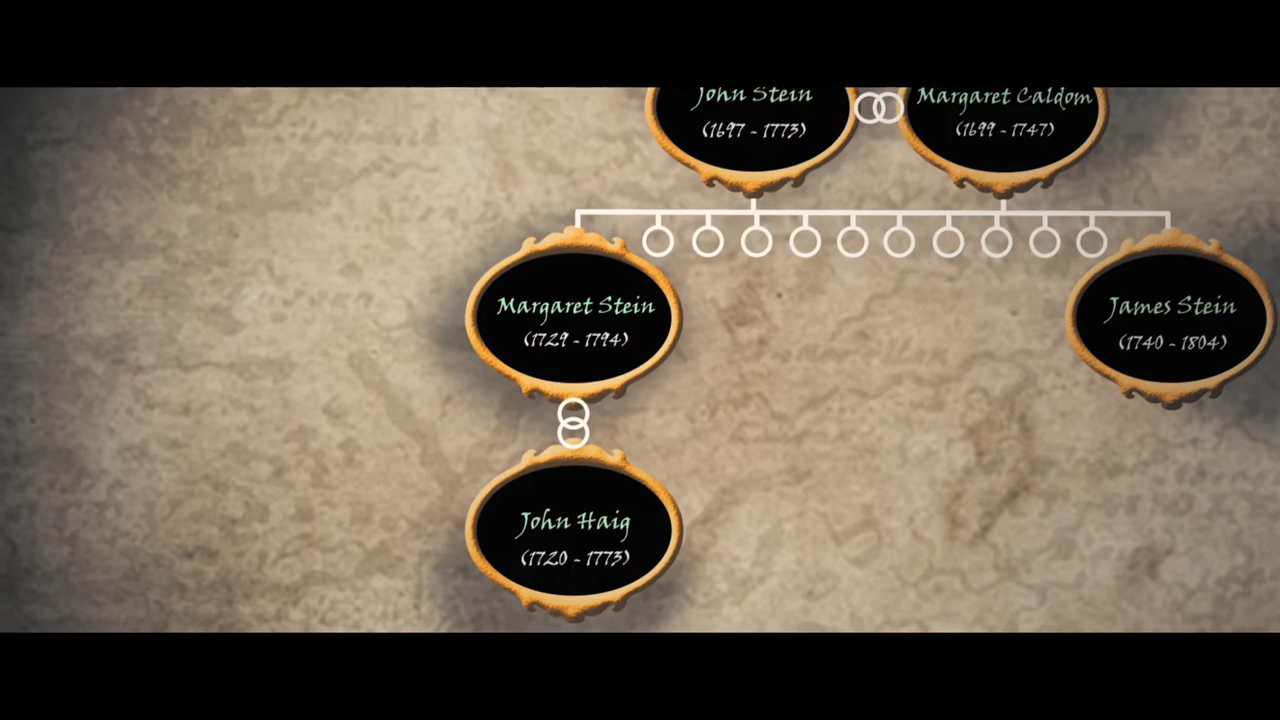 John Stein
(1697 - 1773)
Margaret Caldom
(1699 - 1747)
Margaret Stein
(1729 - 1794)
James Stein
(1740 - 1804)
John Haig
(1720 - 1773)